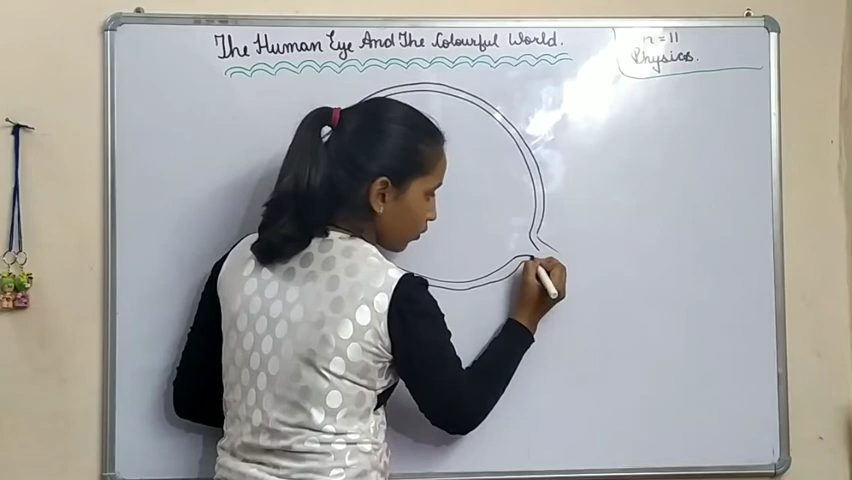 The Human Eye And The Colourful World.
n = 11
Physics.